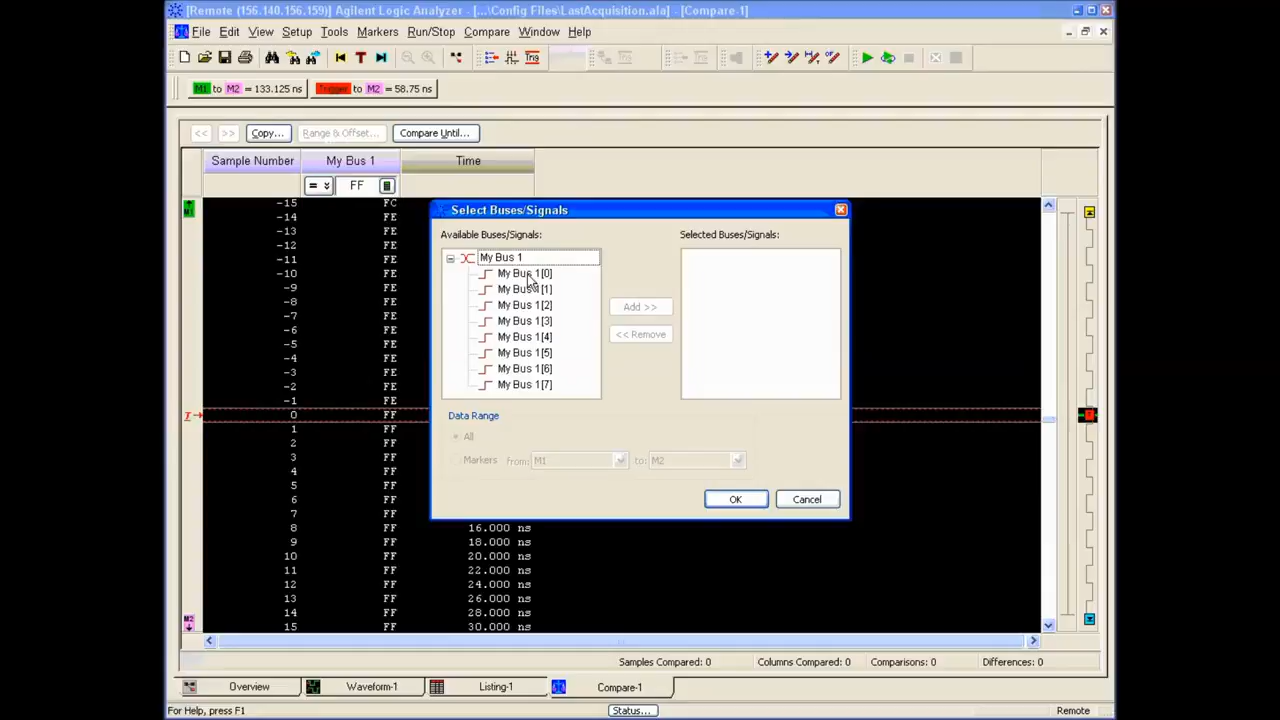 [Remote (156.140.156.159)] Agilent Logic Analyzer - [...\Config Files\LastAcquisition.ala] - [Compare-1]
File Edit View Setup Tools Markers Run/Stop Compare Window Help
T Trig Trig Trig
M1 to M2 = 133.125 ns Trigger to M2 = 58.75 ns
<< >> Copy... Range & Offset... Compare Until...
Sample Number My Bus 1 Time
= FF
M1
-15 FC
-14 FE
-13 FE
-12 FE
-11 FE
-10 FE
-9 FE
-8 FE
-7 FE
-6 FE
-5 FE
-4 FE
-3 FE
-2 FE
-1 FE
T 0 FF T
1 FF
2 FF
3 FF
4 FF
5 FF
6 FF
7 FF
8 FF 16.000 ns
9 FF 18.000 ns
10 FF 20.000 ns
11 FF 22.000 ns
12 FF 24.000 ns
13 FF 26.000 ns
14 FF 28.000 ns
M2
15 FF 30.000 ns
Select Buses/Signals
Available Buses/Signals: Selected Buses/Signals:
My Bus 1
My Bus 1[0]
My Bus 1[1]
My Bus 1[2]
My Bus 1[3]
My Bus 1[4]
My Bus 1[5]
My Bus 1[6]
My Bus 1[7]
Add >>
<< Remove
Data Range
All
Markers from: M1 to: M2
OK Cancel
Samples Compared: 0 Columns Compared: 0 Comparisons: 0 Differences: 0
Overview Waveform-1 Listing-1 Compare-1
For Help, press F1 Status... Remote